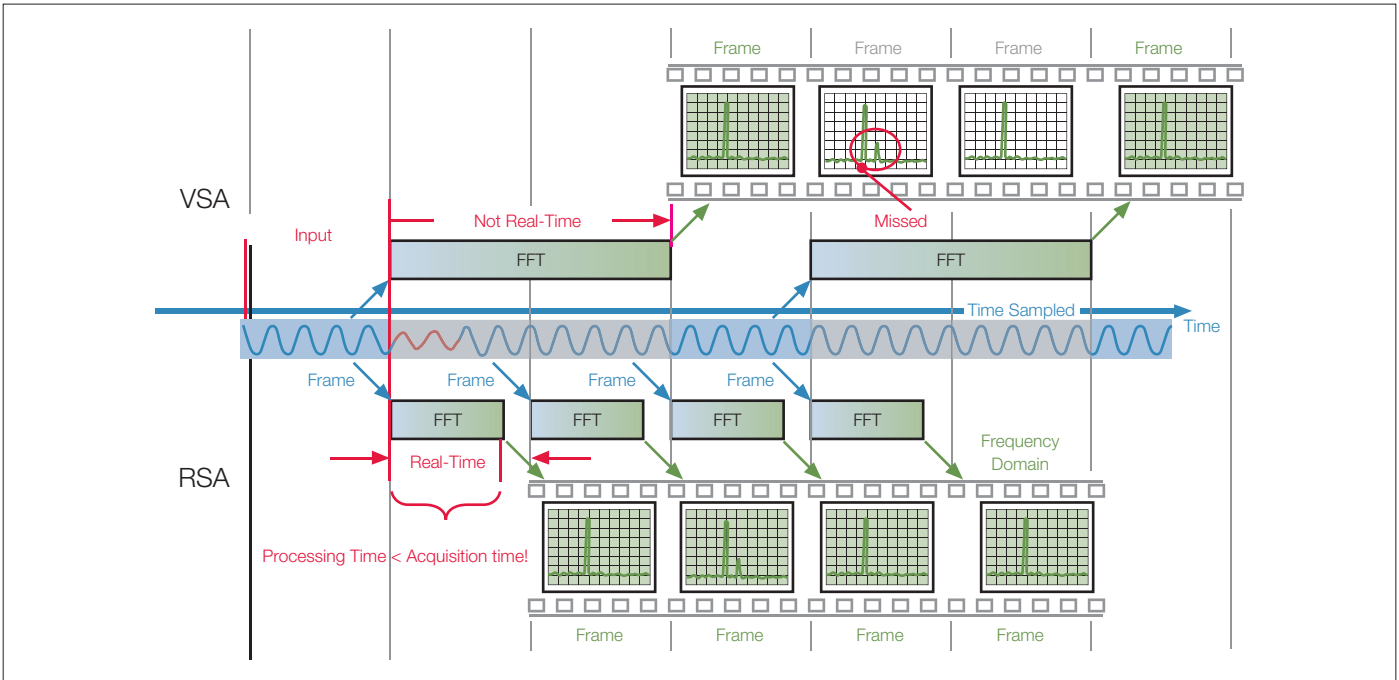 Frame
Frame
Frame
Frame
VSA
Input
Not Real-Time
Missed
FFT
FFT
Time Sampled
Time
Frame
Frame
Frame
Frame
FFT
FFT
FFT
FFT
RSA
Real-Time
Frequency
Domain
Processing Time < Acquisition time!
Frame
Frame
Frame
Frame